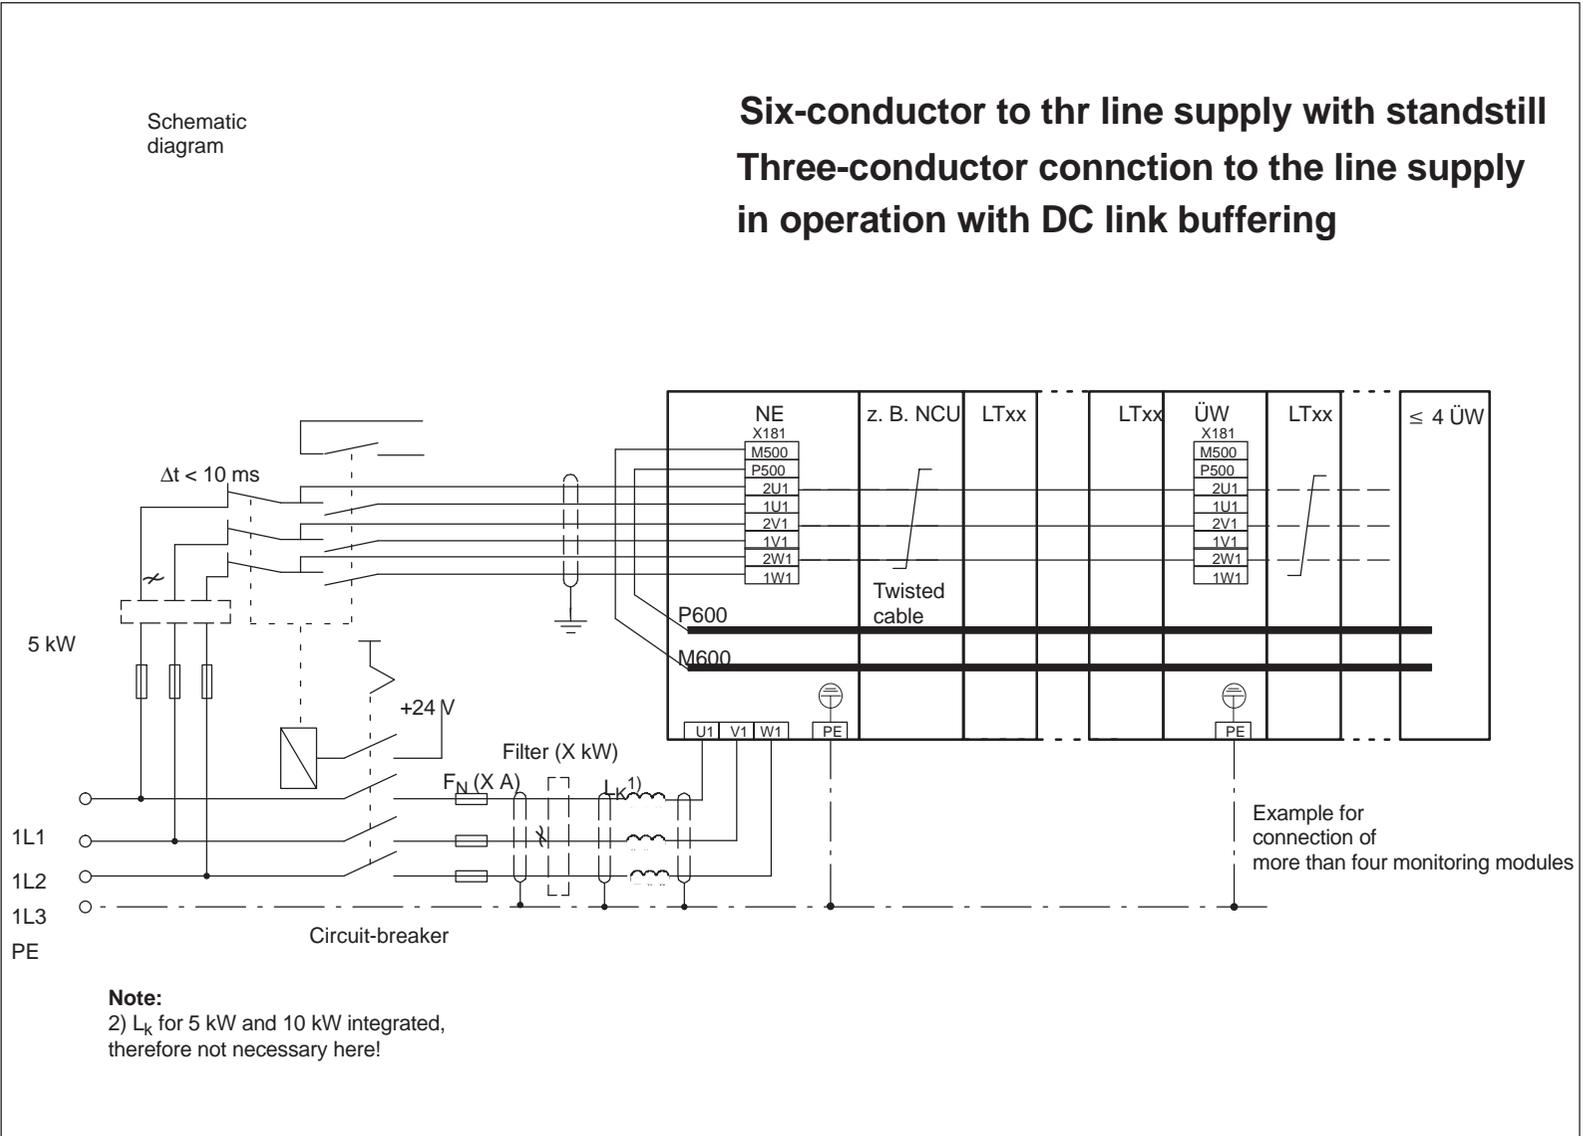 Schematic
diagram
Six-conductor to thr line supply with standstill
Three-conductor connction to the line supply
in operation with DC link buffering
NE
z. B. NCU
LTxx
LTxx
ÜW
LTxx
≤ 4 ÜW
X181
M500
P500
2U1
1U1
2V1
1V1
2W1
1W1
X181
M500
P500
2U1
1U1
2V1
1V1
2W1
1W1
Δt < 10 ms
Twisted
cable
P600
M600
5 kW
+24 V
U1
V1
W1
PE
PE
Filter (X kW)
FN (X A)
LK1)
Example for
connection of
more than four monitoring modules
1L1
1L2
1L3
PE
Circuit-breaker
Note:
2) Lk for 5 kW and 10 kW integrated,
therefore not necessary here!